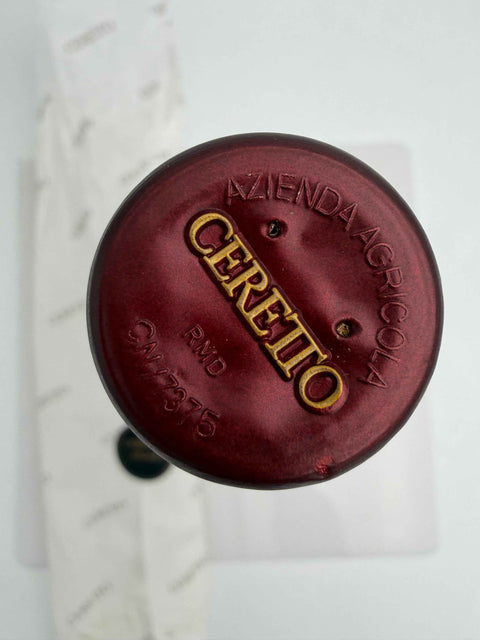 AZIENDA AGRICOLA
CERETTO
RMD
CN/7375